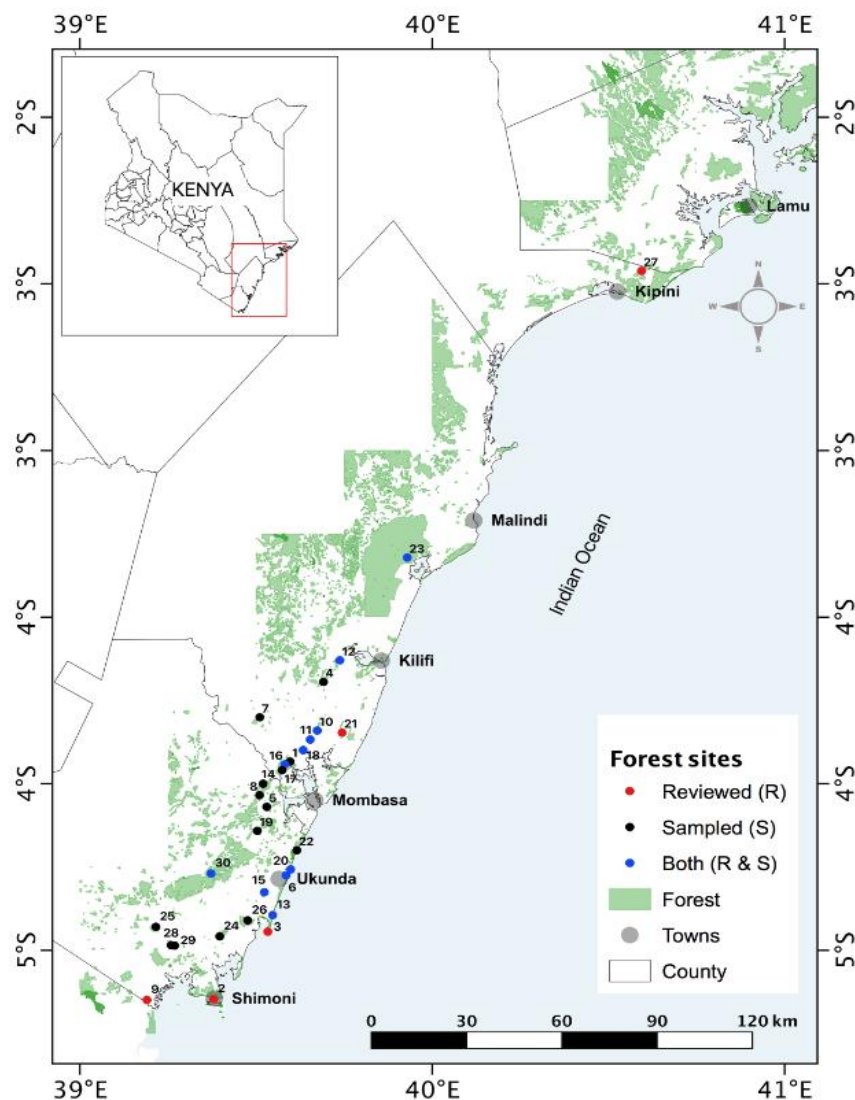 39°E
40°E
41°E
2°S
3°S
4°S
4°S
5°S
2°S
3°S
4°S
4°S
5°S
KENYA
Lamu
27
Kipini
N
W
E
S
Malindi
23
Indian Ocean
12
Kilifi
4
7
10
11
21
16
1
18
17
14
8
5
Mombasa
19
22
20
30
Ukunda
15
6
13
26
25
24
3
28
29
9
2
Shimoni
Forest sites
Reviewed (R)
Sampled (S)
Both (R & S)
Forest
Towns
County
0
30
60
90
120 km
39°E
40°E
41°E